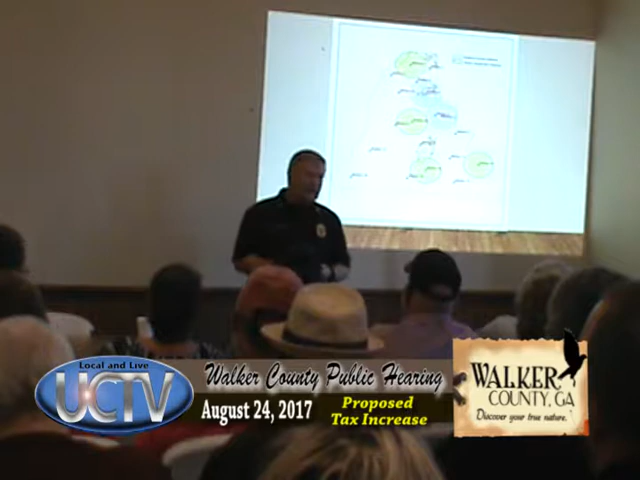 Local and Live
UCTV
Walker County Public Hearing
August 24, 2017
Proposed
Tax Increase
WALKER
COUNTY, GA
Discover your true nature.